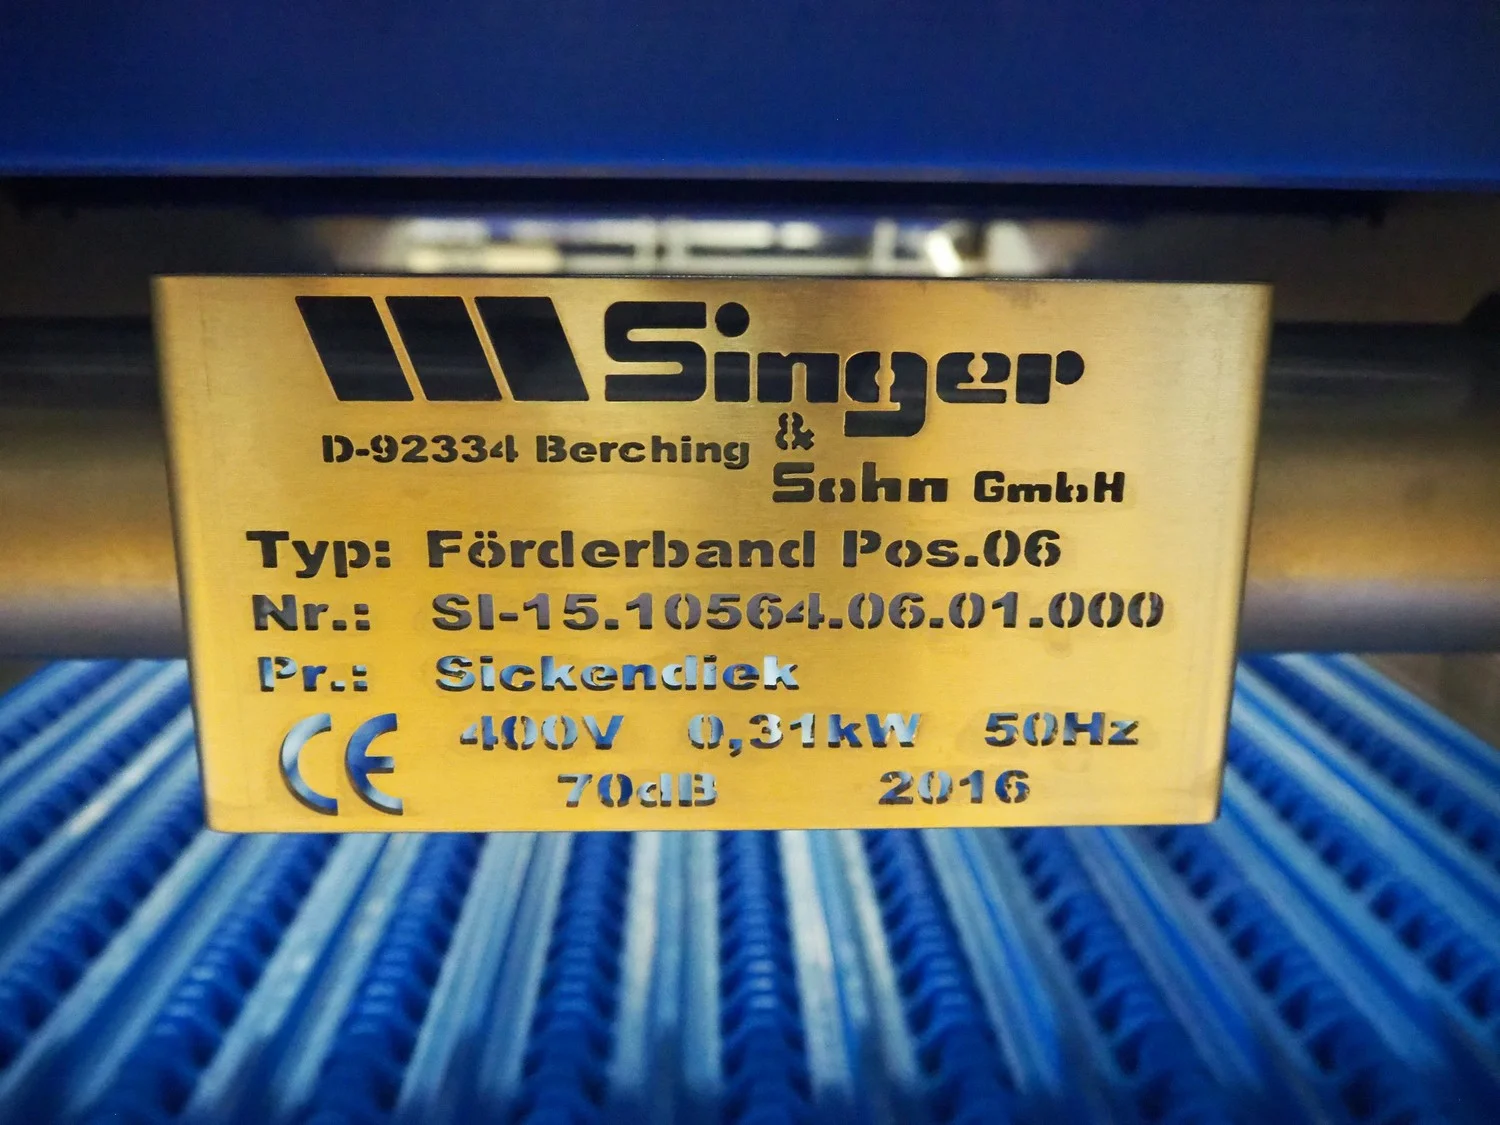 Singer
D-92334 Berching & Sohn GmbH
Typ: Förderband Pos.06
Nr.: SI-15.10564.06.01.000
Pr.: Sickendiek
CE 400V 0,31kW 50Hz
70dB 2016